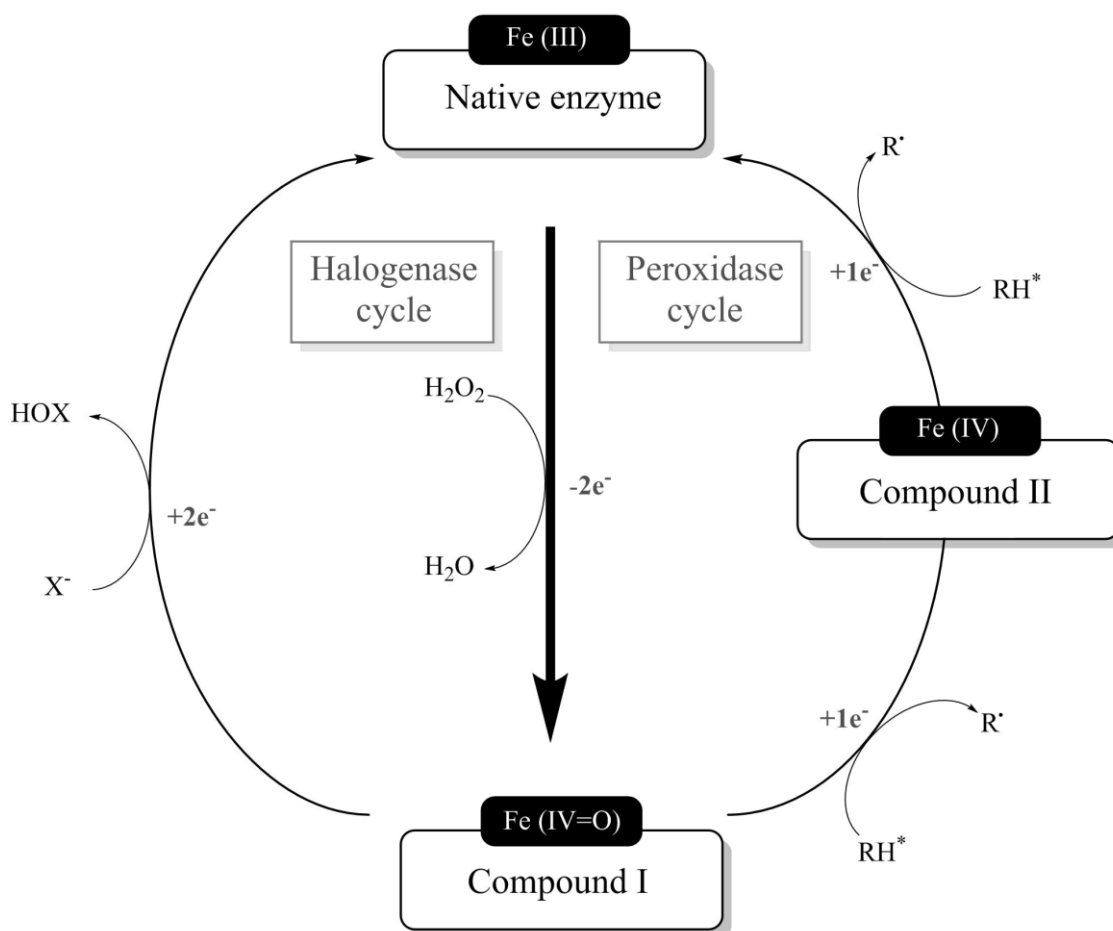 Fe (III)
Native enzyme
R•
Halogenase
cycle
Peroxidase
cycle
+1e⁻
RH*
H₂O₂
HOX
Fe (IV)
Compound II
-2e⁻
+2e⁻
H₂O
X⁻
+1e⁻
R•
Fe (IV=O)
RH*
Compound I